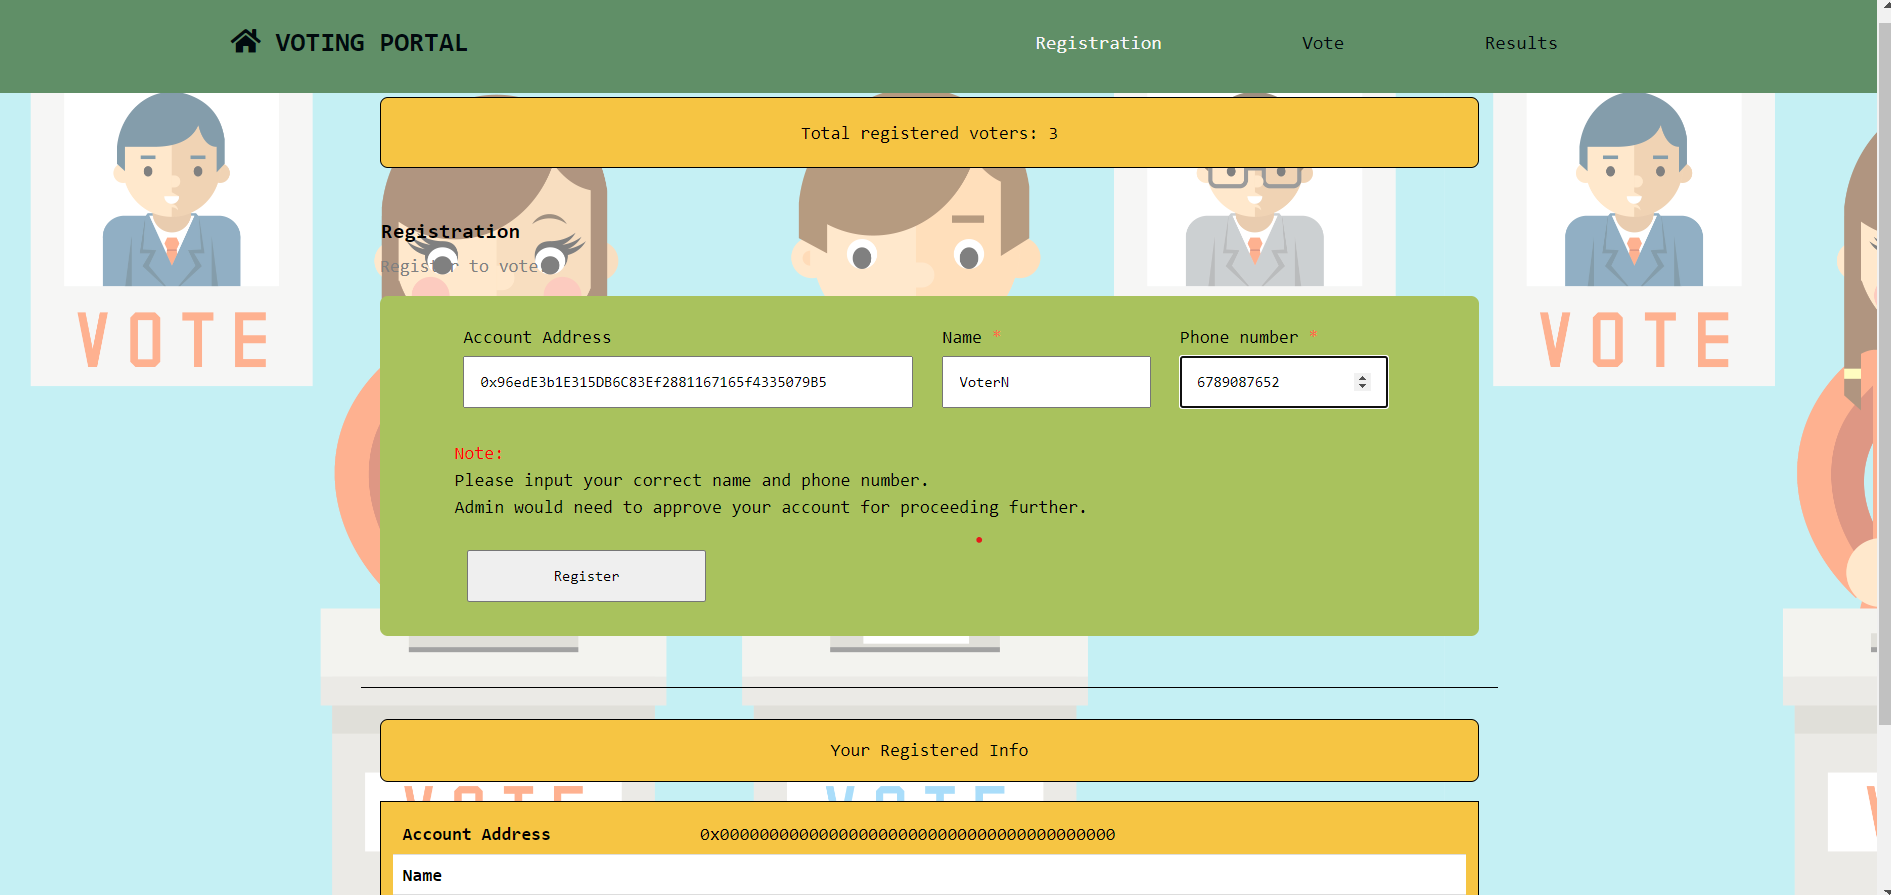 VOTING PORTAL
Registration
Vote
Results
Total registered voters: 3
VOTE
VOTE
Registration
Register to vote.
Account Address
Name *
Phone number *
0x96edE3b1E315DB6C83Ef2881167165f4335079B5
VoterN
6789087652
Note:
Please input your correct name and phone number.
Admin would need to approve your account for proceeding further.
Register
Your Registered Info
VOTE
VOTE
Account Address
0x0000000000000000000000000000000000000000
Name